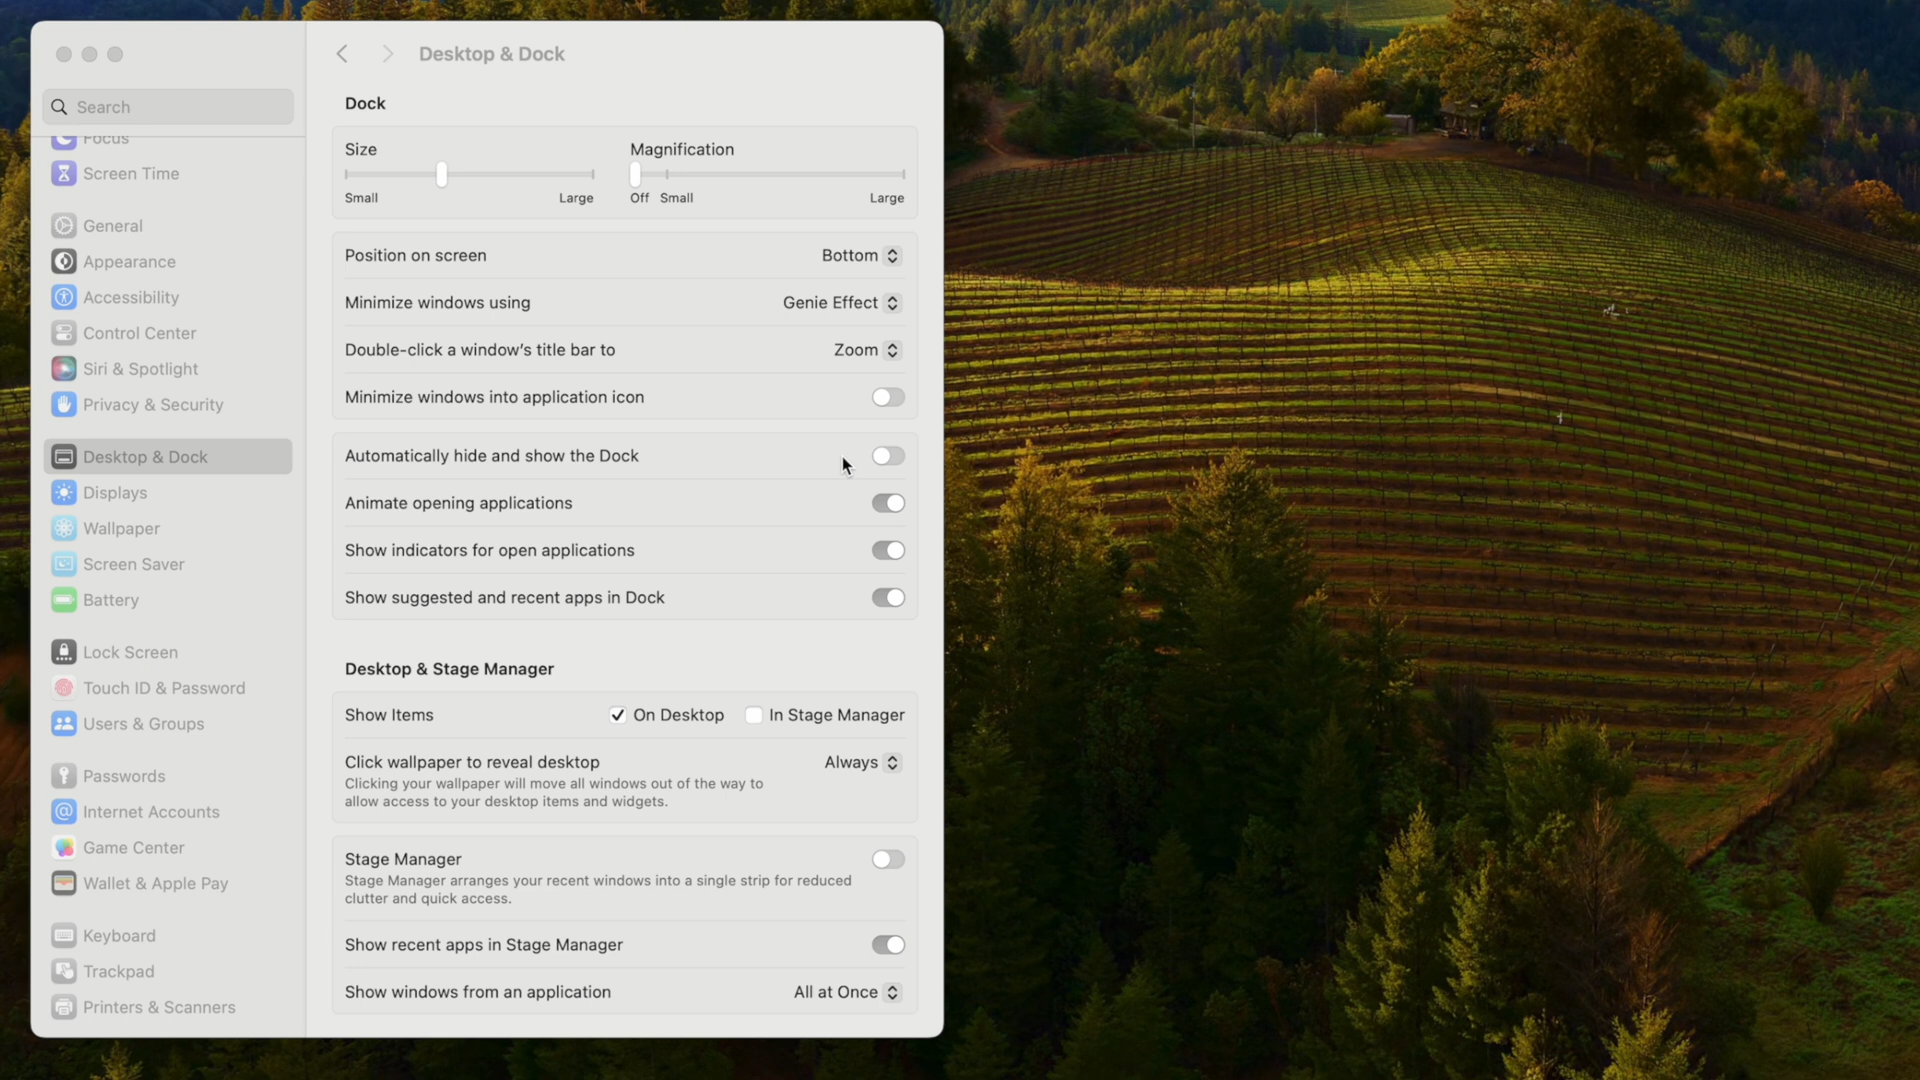 Desktop & Dock
Search
Focus
Screen Time
General
Appearance
Accessibility
Control Center
Siri & Spotlight
Privacy & Security
Desktop & Dock
Displays
Wallpaper
Screen Saver
Battery
Lock Screen
Touch ID & Password
Users & Groups
Passwords
Internet Accounts
Game Center
Wallet & Apple Pay
Keyboard
Trackpad
Printers & Scanners
Dock
Size
Magnification
Small Large
Off Small Large
Position on screen Bottom
Minimize windows using Genie Effect
Double-click a window’s title bar to Zoom
Minimize windows into application icon
Automatically hide and show the Dock
Animate opening applications
Show indicators for open applications
Show suggested and recent apps in Dock
Desktop & Stage Manager
Show Items On Desktop In Stage Manager
Click wallpaper to reveal desktop Always
Clicking your wallpaper will move all windows out of the way to
allow access to your desktop items and widgets.
Stage Manager
Stage Manager arranges your recent windows into a single strip for reduced
clutter and quick access.
Show recent apps in Stage Manager
Show windows from an application All at Once